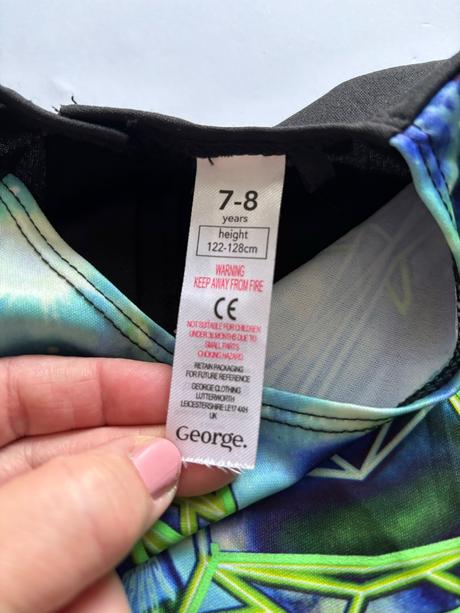 7-8
years
height
122-128cm
WARNING
KEEP AWAY FROM FIRE
CE
NOT SUITABLE FOR CHILDREN
UNDER 36 MONTHS DUE TO
SMALL PARTS
CHOKING HAZARD
RETAIN PACKAGING
FOR FUTURE REFERENCE
GEORGE CLOTHING
LUTTERWORTH
LEICESTERSHIRE LE17 4XH
UK
George.